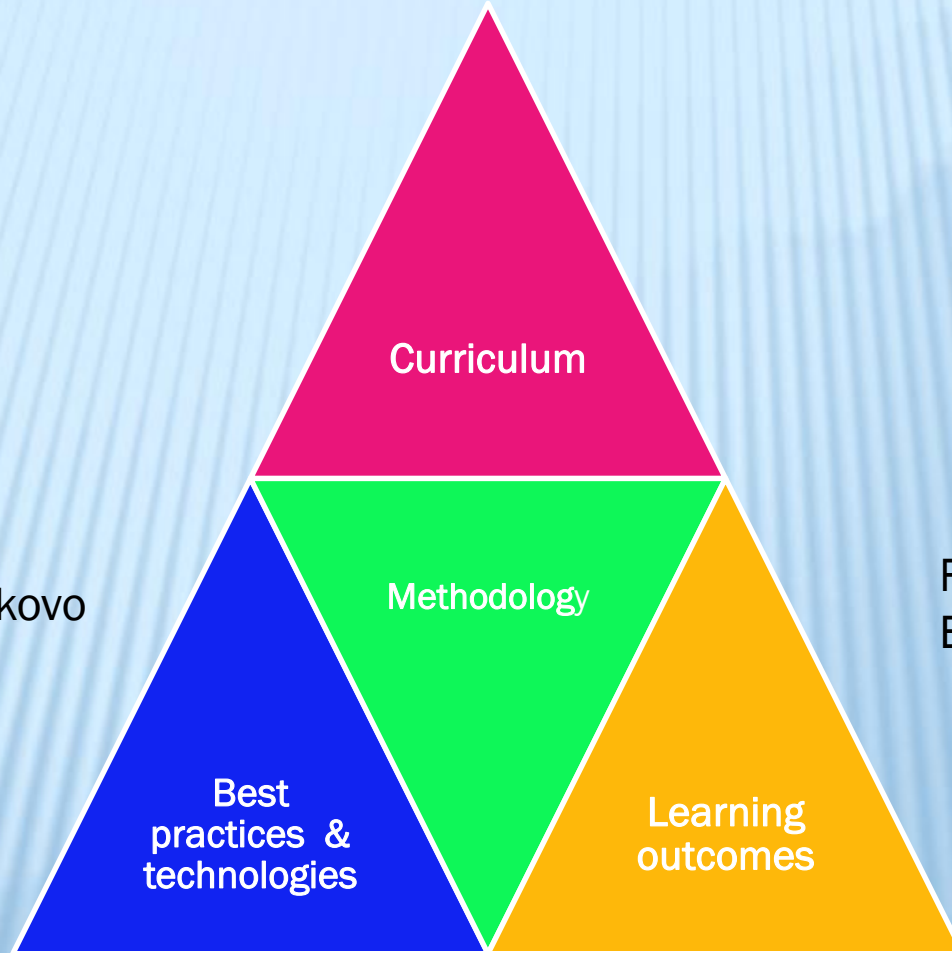 Curriculum
Methodology
kovo
Best
practices & 
technologies
Learning
outcomes